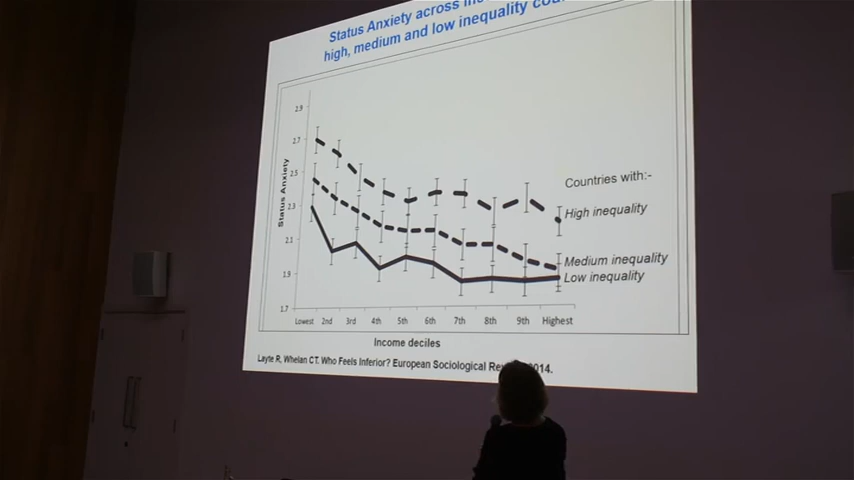 Status Anxiety across
high, medium and low inequality
2.9
2.7
2.5
2.3
2.1
1.9
1.7
Status Anxiety
Countries with:-
High inequality
Medium inequality
Low inequality
Lowest 2nd 3rd 4th 5th 6th 7th 8th 9th Highest
Income deciles
Layte R, Whelan CT. Who Feels Inferior? European Sociological 2014.